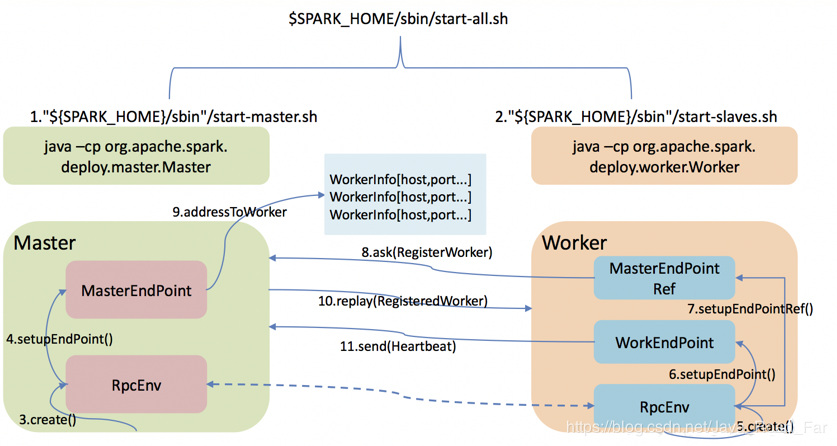 $SPARK_HOME/sbin/start-all.sh
1."${SPARK_HOME}/sbin"/start-master.sh
2."${SPARK_HOME}/sbin"/start-slaves.sh
java –cp org.apache.spark.
deploy.master.Master
java –cp org.apache.spark.
deploy.worker.Worker
WorkerInfo[host,port...]
WorkerInfo[host,port...]
WorkerInfo[host,port...]
9.addressToWorker
Master
Worker
8.ask(RegisterWorker)
MasterEndPoint
MasterEndPoint
Ref
10.replay(RegisteredWorker)
7.setupEndPointRef()
4.setupEndPoint()
11.send(Heartbeat)
WorkEndPoint
6.setupEndPoint()
RpcEnv
RpcEnv
3.create()
5.create()
https://blog.csdn.net/